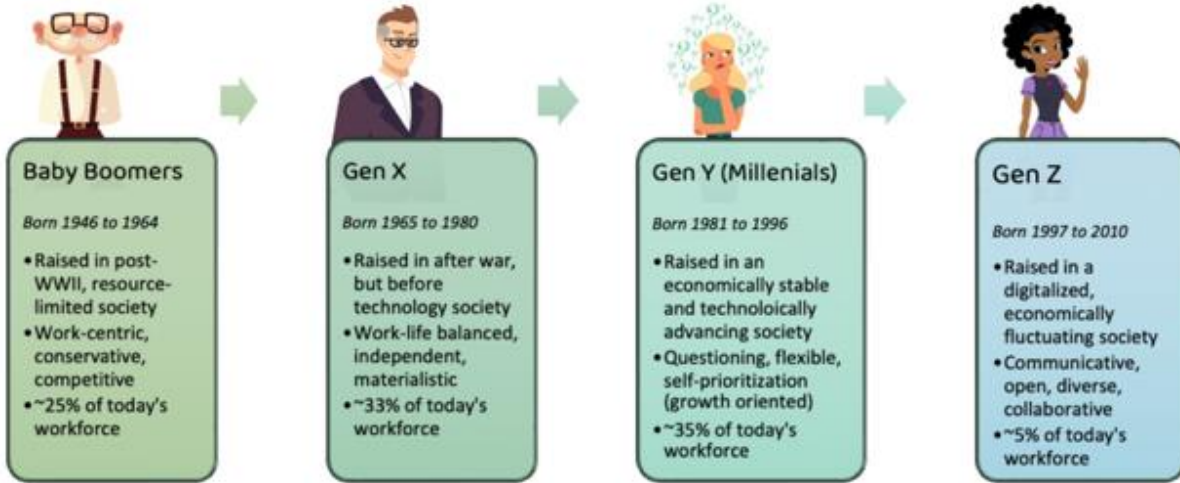 Baby Boomers
Born 1946 to 1964
•Raised in post-
WWII, resource-
limited society
•Work-centric,
conservative,
competitive
•~25% of today's
workforce
Gen X
Born 1965 to 1980
•Raised in after war,
but before
technology society
•Work-life balanced,
independent,
materialistic
•~33% of today's
workforce
Gen Y (Millenials)
Born 1981 to 1996
•Raised in an
economically stable
and technoloically
advancing society
•Questioning, flexible,
self-prioritization
(growth oriented)
•~35% of today's
workforce
Gen Z
Born 1997 to 2010
•Raised in a
digitalized,
economically
fluctuating society
•Communicative,
open, diverse,
collaborative
•~5% of today's
workforce